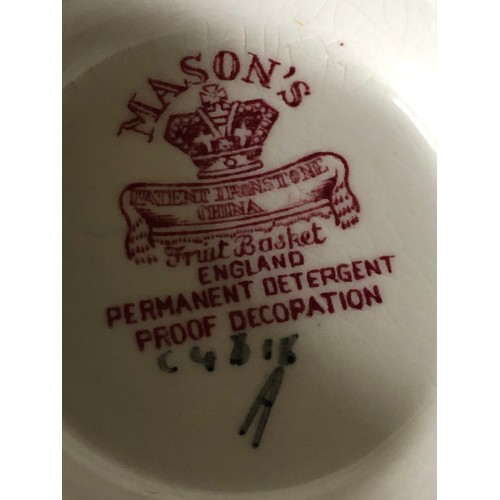 MASON'S
PATENT IRONSTONE
CHINA
Fruit Basket
ENGLAND
PERMANENT DETERGENT
PROOF DECORATION
A